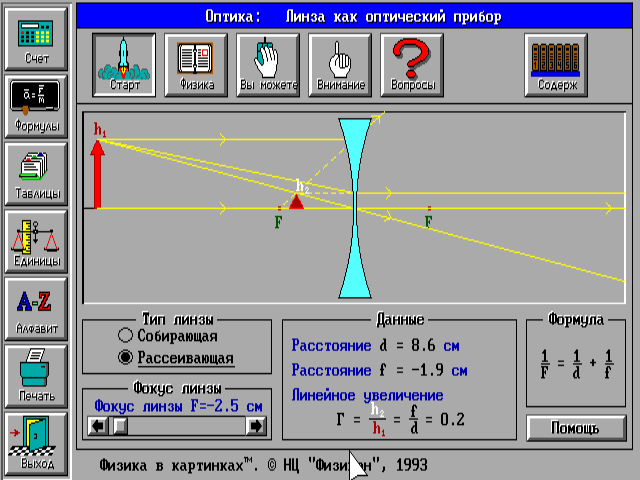 Оптика: Линза как оптический прибор
Счет
Формулы
Таблицы
Единицы
A-Z
Алфавит
Печать
Выход
Старт
Физика
Вы можете
Внимание
Вопросы
Содерж
a̅ = F̅/m
h₁
h₂
F
F
Тип линзы
Собирающая
Рассеивающая
Фокус линзы
Фокус линзы F=-2.5 см
Данные
Расстояние d = 8.6 см
Расстояние f = -1.9 см
Линейное увеличение
Г = h₂/h₁ = f/d = 0.2
Формула
1/F = 1/d + 1/f
Помощь
Физика в картинках™. © НЦ "Физикон", 1993